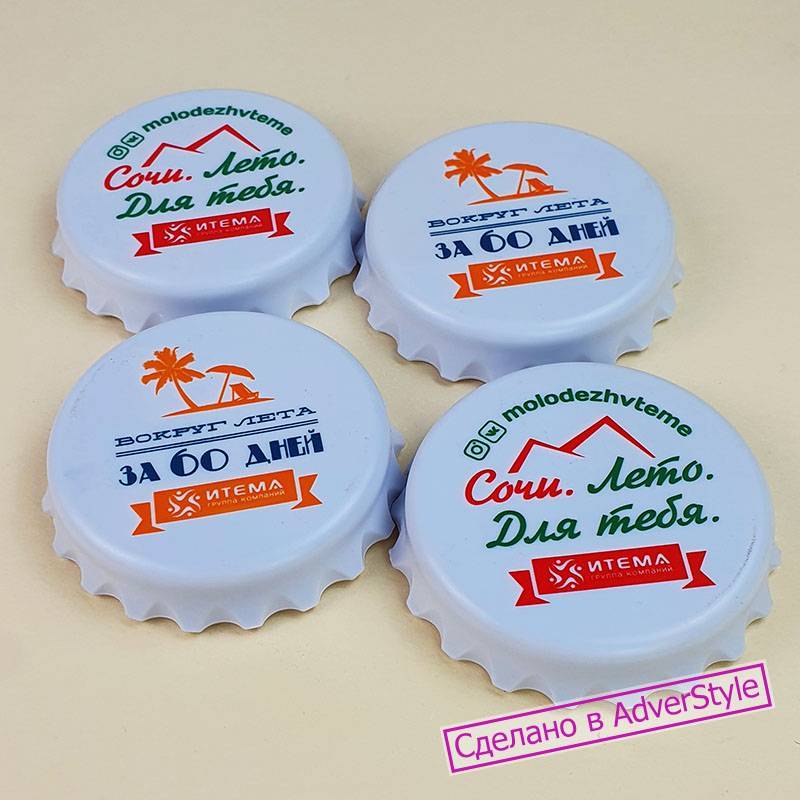 molodezhvteme
Сочи. Лето.
Для тебя.
ИТЕМА
группа компаний
ВОКРУГ ЛЕТА
ЗА 60 ДНЕЙ
ИТЕМА
группа компаний
ВОКРУГ ЛЕТА
ЗА 60 ДНЕЙ
ИТЕМА
группа компаний
molodezhvteme
Сочи. Лето.
Для тебя.
ИТЕМА
группа компаний
Сделано в AdverStyle